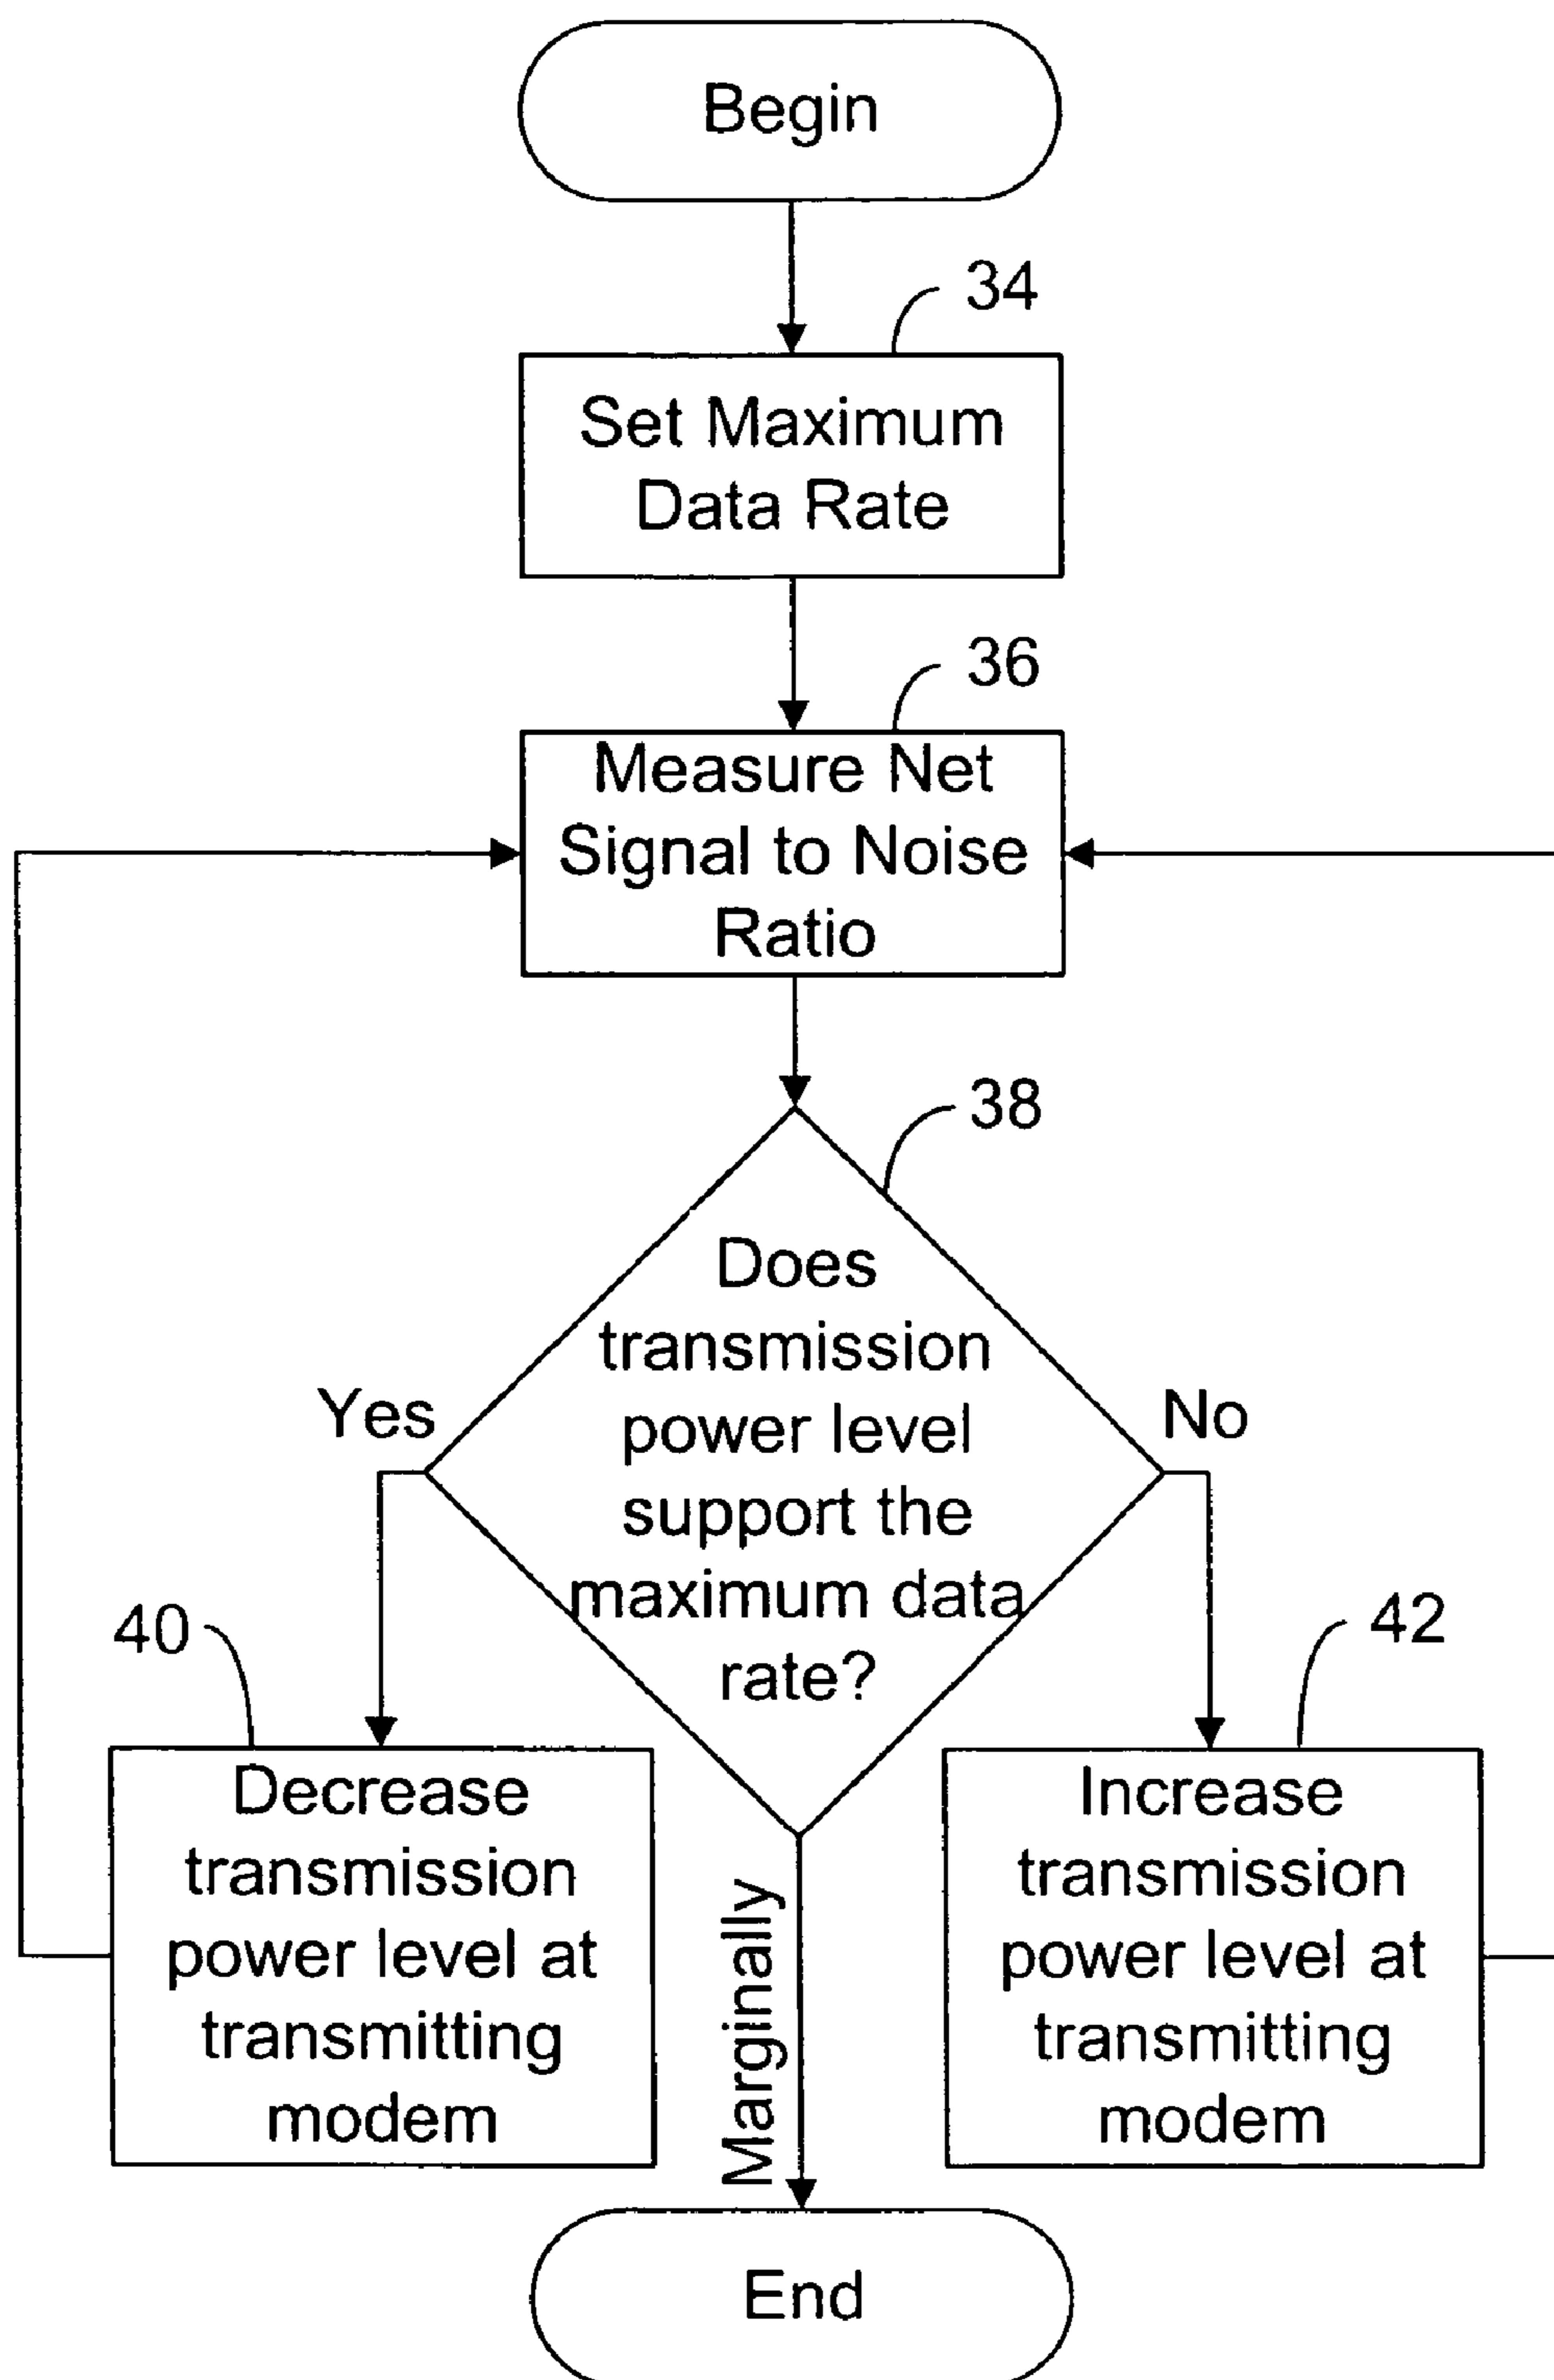 Begin
34
Set Maximum
Data Rate
36
Measure Net
Signal to Noise
Ratio
38
Does
transmission
power level
support the
maximum data
rate?
Yes
No
40
Decrease
transmission
power level at
transmitting
modem
Marginally
42
Increase
transmission
power level at
transmitting
modem
End